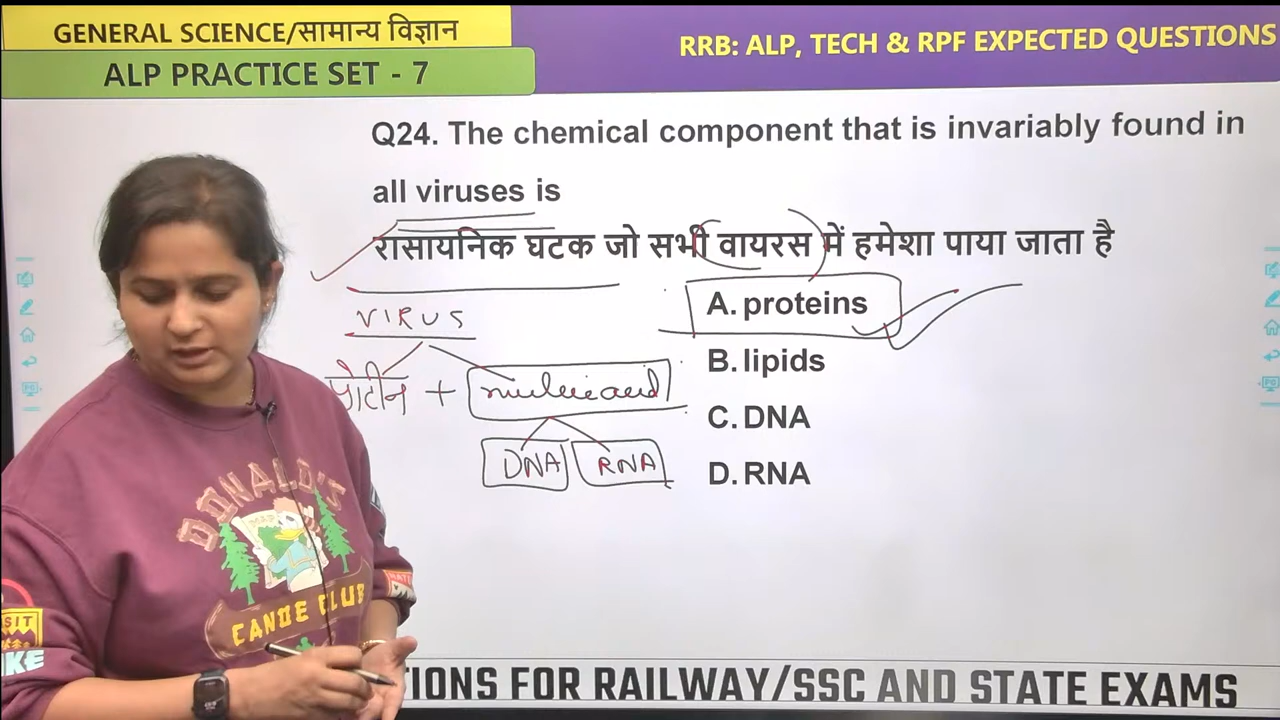 GENERAL SCIENCE/सामान्य विज्ञान
ALP PRACTICE SET - 7
RRB: ALP, TECH & RPF EXPECTED QUESTIONS
Q24. The chemical component that is invariably found in
all viruses is
रासायनिक घटक जो सभी वायरस में हमेशा पाया जाता है
A. proteins
B. lipids
C. DNA
D. RNA
VIRUS
प्रोटीन + nucleic acid
DNA RNA
DONALD'S
CANOE CLUB
TIONS FOR RAILWAY/SSC AND STATE EXAMS